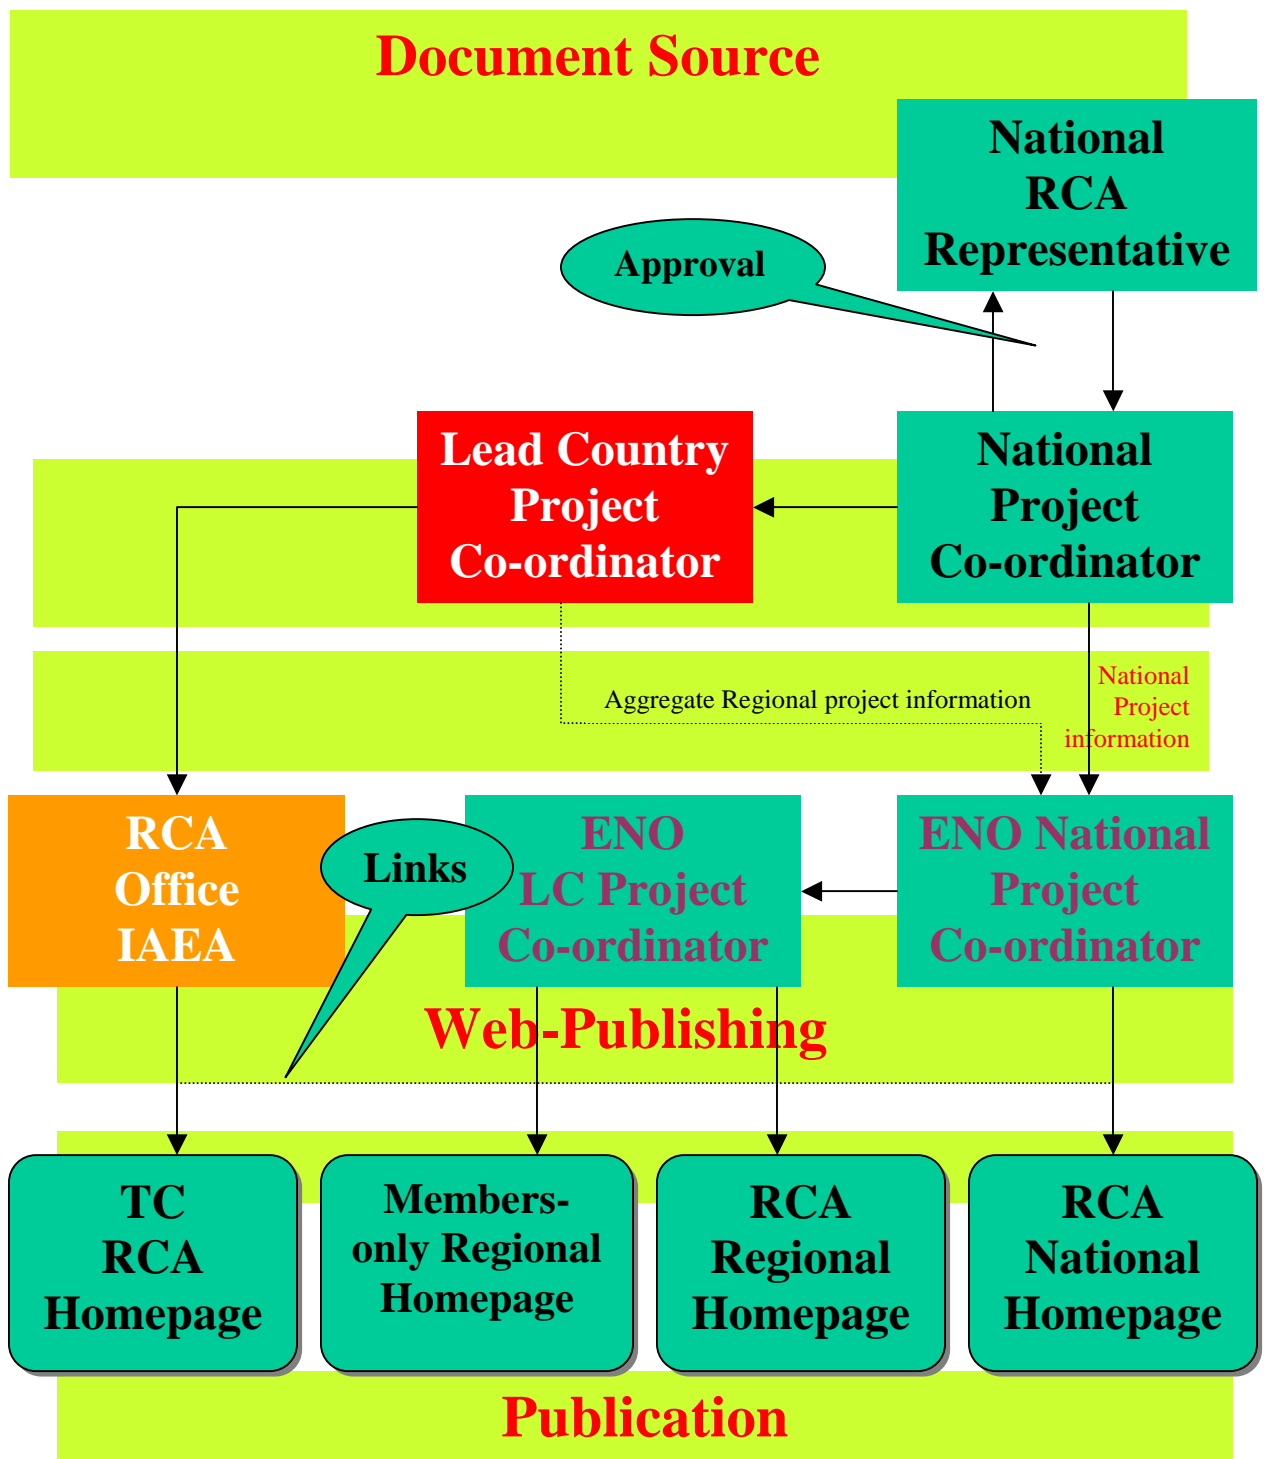 Document Source
National
RCA
Representative
Approval
Lead Country
Project
Co-ordinator
National
Project
Co-ordinator
Aggregate Regional project information
National
Project
information
RCA
Office
IAEA
Links
ENO
LC Project
Co-ordinator
ENO National
Project
Co-ordinator
Web-Publishing
TC
RCA
Homepage
Members-
only Regional
Homepage
RCA
Regional
Homepage
RCA
National
Homepage
Publication